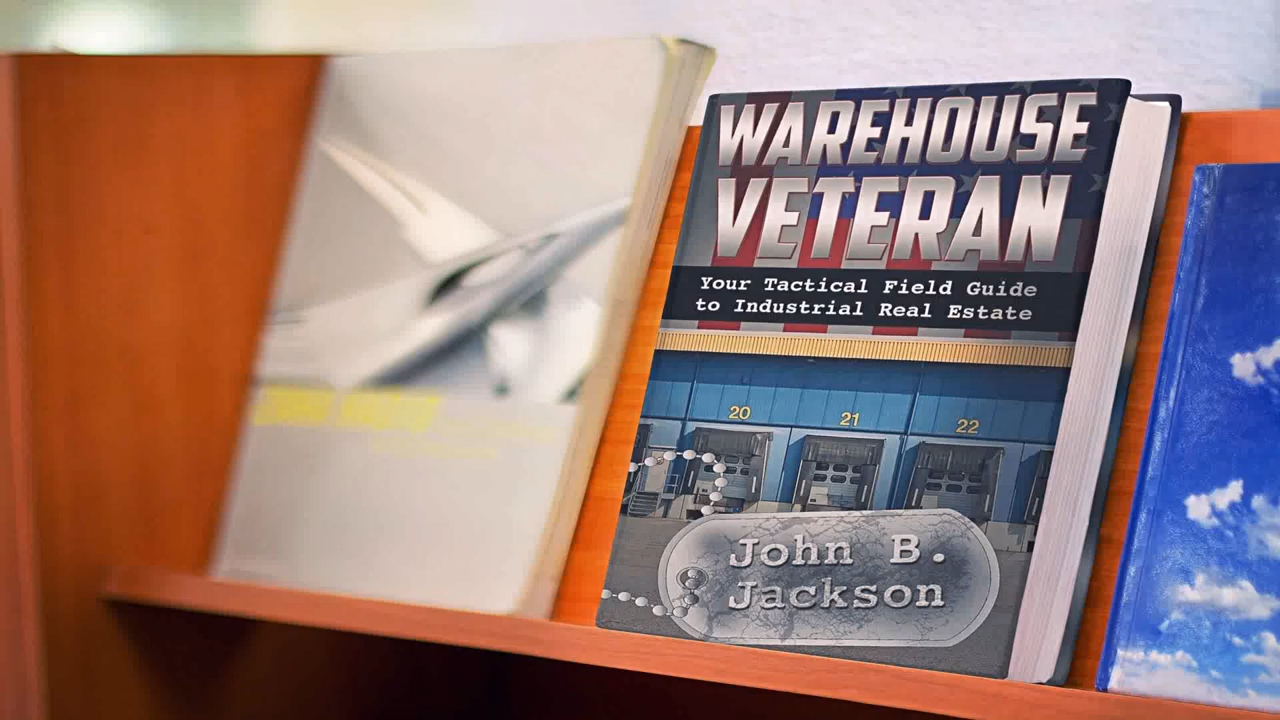 WAREHOUSE
VETERAN
Your Tactical Field Guide
to Industrial Real Estate
20
21
22
John B.
Jackson